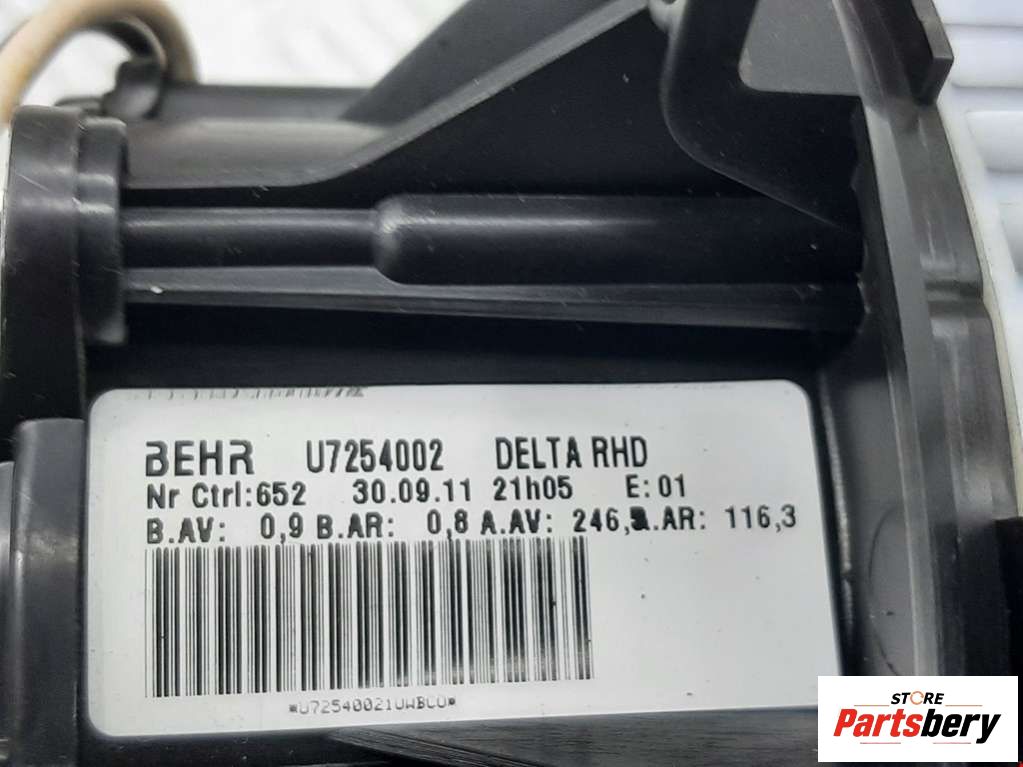 BEHR U7254002 DELTA RHD
Nr Ctrl:652 30.09.11 21h05 E:01
B.AV: 0,9 B.AR: 0,8 A.AV: 246, .AR: 116,3
STORE
Partsbery